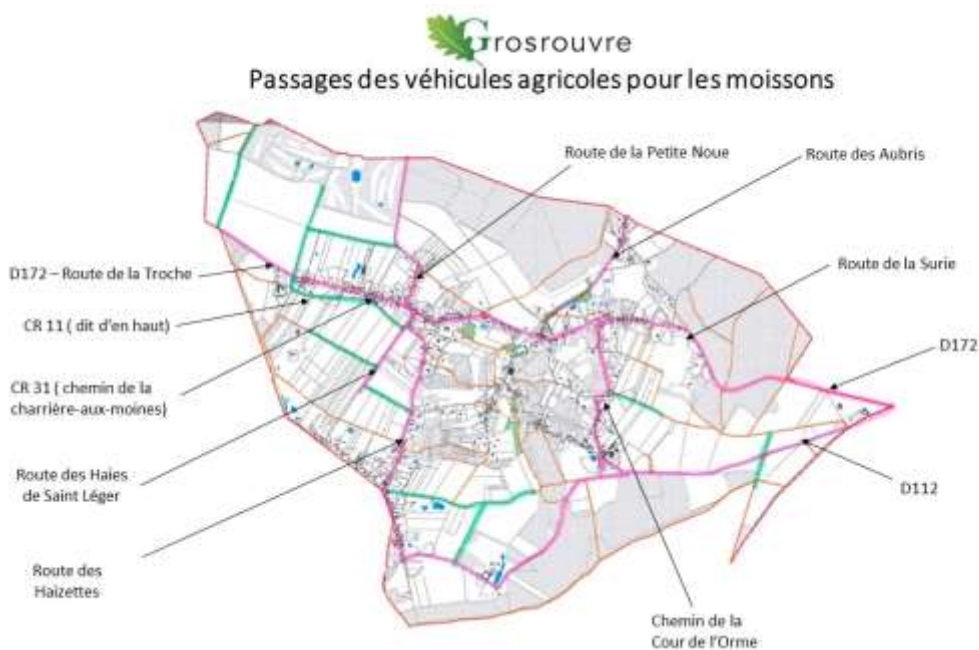 Grosrouvre
Passages des véhicules agricoles pour les moissons
Route de la Petite Noue
Route des Aubris
D172 – Route de la Troche
Route de la Surie
CR 11 ( dit d'en haut)
D172
CR 31 ( chemin de la
charrière-aux-moines)
Route des Haies
de Saint Léger
D112
Route des
Haizettes
Chemin de la
Cour de l'Orme